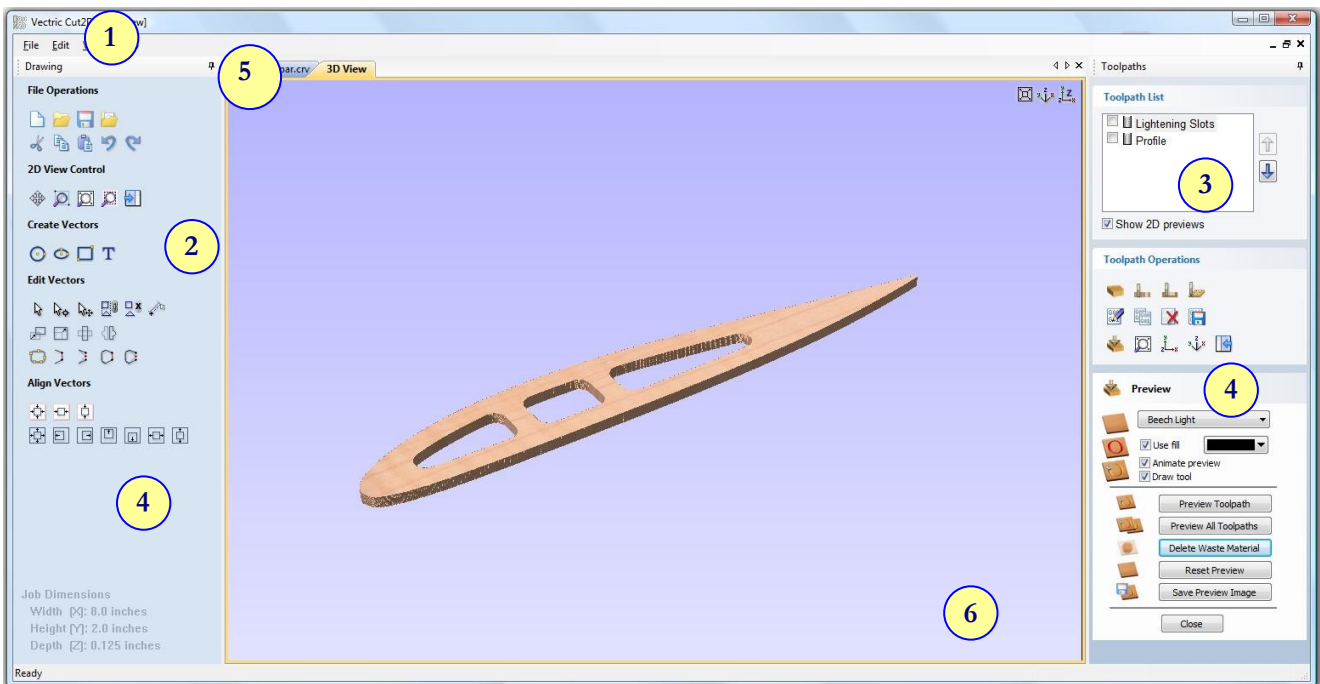 Vectric Cut2
1
File Edit
Drawing
5
ar.crv
3D View
Toolpaths
File Operations
2D View Control
Create Vectors
2
T
Edit Vectors
Align Vectors
4
Job Dimensions
Width [X]: 8.0 inches
Height [Y]: 2.0 inches
Depth [Z]: 0.125 inches
Ready
6
Toolpath List
Lightening Slots
Profile
3
Show 2D previews
Toolpath Operations
Preview
4
Beech Light
Use fill
Animate preview
Draw tool
Preview Toolpath
Preview All Toolpaths
Delete Waste Material
Reset Preview
Save Preview Image
Close